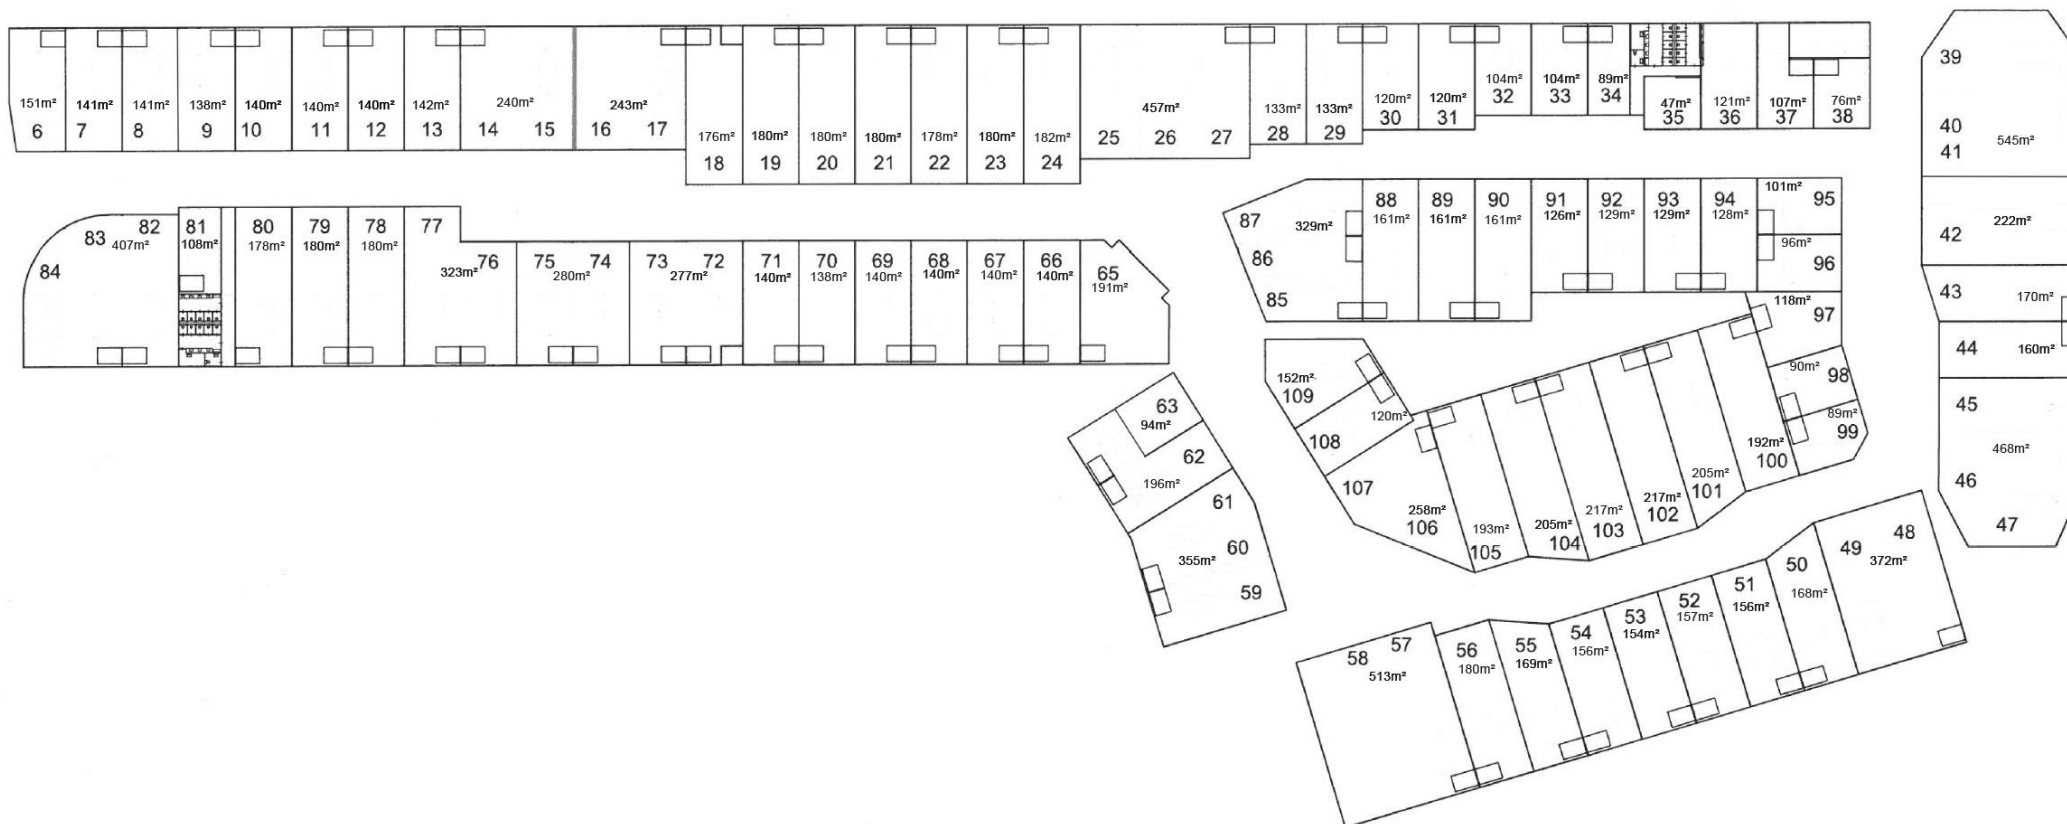 151m² 141m² 141m² 138m² 140m² 140m² 140m² 142m² 240m² 243m²
6 7 8 9 10 11 12 13 14 15 16 17
176m² 180m² 180m² 180m² 178m² 180m² 182m²
18 19 20 21 22 23 24
457m²
25 26 27
133m² 133m²
28 29
120m² 120m²
30 31
104m² 104m² 89m²
32 33 34
47m² 121m² 107m² 76m²
35 36 37 38
39
40
41
545m²
42
222m²
43
170m²
44
160m²
45
468m²
46
47
84 83 82
407m²
81 80 79 78 77
108m² 178m² 180m² 180m²
323m²
76 75 74 73 72 71 70 69 68 67 66 65
280m² 277m² 140m² 138m² 140m² 140m² 140m² 140m² 191m²
87
86
85
329m²
88 89 90 91 92 93 94
161m² 161m² 161m² 126m² 129m² 129m² 128m²
101m²
95
96m²
96
118m²
97
90m²
98
89m²
99
152m²
109
120m²
108
107
258m²
106
193m²
105
205m²
104
217m²
103
217m²
102
205m²
101
192m²
100
63
94m²
62
196m²
61
60
355m²
59
58 57
513m²
56
180m²
55
169m²
54
156m²
53
154m²
52
157m²
51
156m²
50
168m²
49 48
372m²